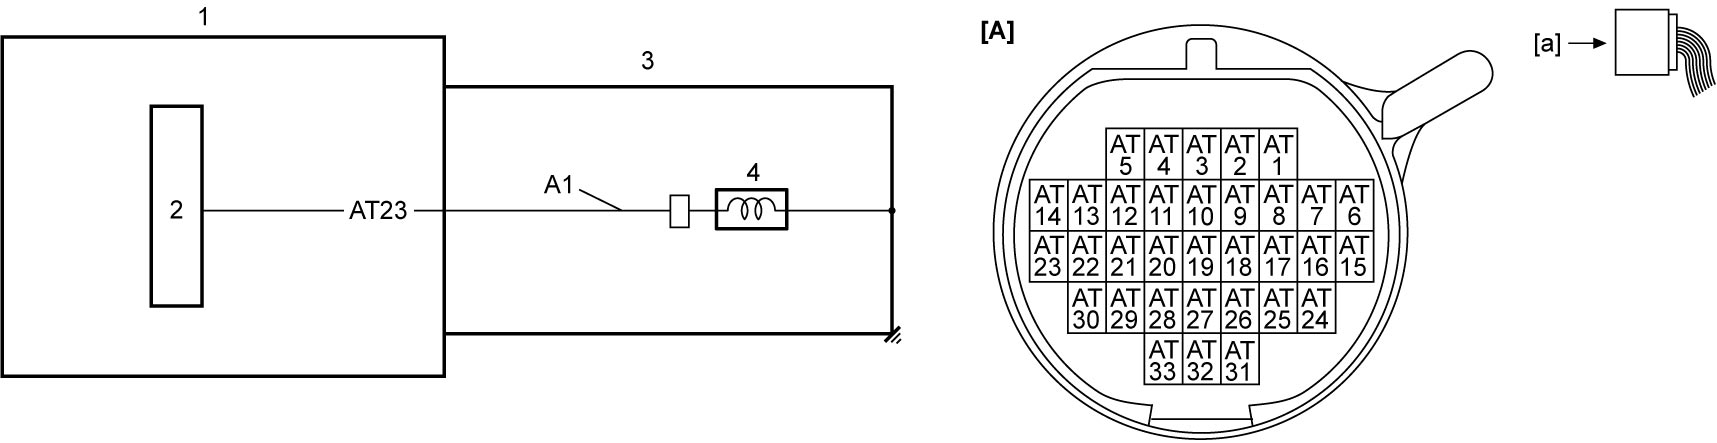 1
3
2
AT23
A1
4
[A]
[a]
AT AT AT AT AT
5 4 3 2 1
AT AT AT AT AT AT AT AT AT
14 13 12 11 10 9 8 7 6
AT AT AT AT AT AT AT AT AT
23 22 21 20 19 18 17 16 15
AT AT AT AT AT AT AT
30 29 28 27 26 25 24
AT AT AT
33 32 31